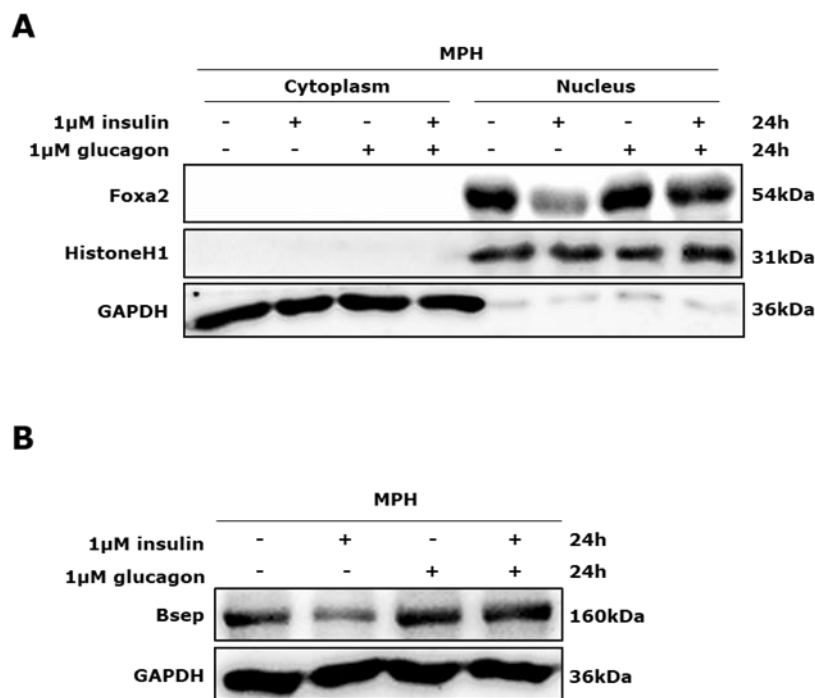 A
MPH
Cytoplasm Nucleus
1µM insulin - + - + - + - + 24h
1µM glucagon - - + + - - + + 24h
Foxa2 54kDa
HistoneH1 31kDa
GAPDH 36kDa
B
MPH
1µM insulin - + - + 24h
1µM glucagon - - + + 24h
Bsep 160kDa
GAPDH 36kDa